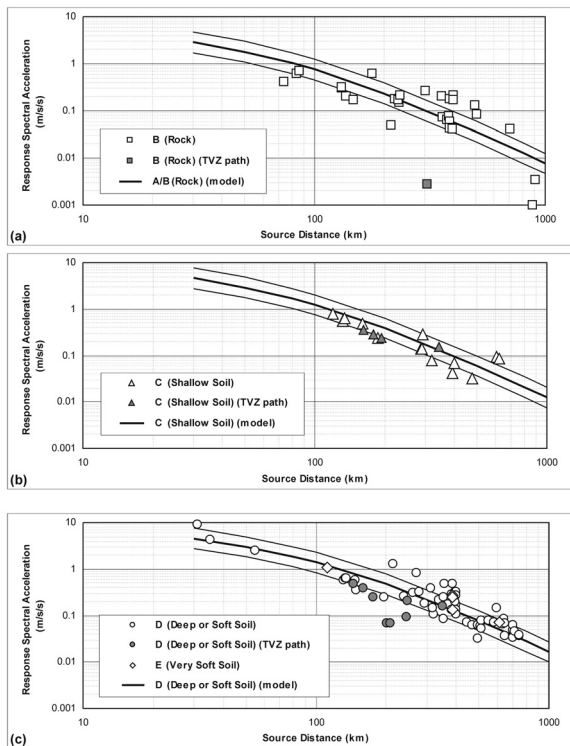 10
1
0.1
0.01
0.001
Response Spectral Acceleration
(m/s/s)
B (Rock)
B (Rock) (TVZ path)
A/B (Rock) (model)
10
100
1000
Source Distance (km)
(a)
10
1
0.1
0.01
0.001
Response Spectral Acceleration
(m/s/s)
C (Shallow Soil)
C (Shallow Soil) (TVZ path)
C (Shallow Soil) (model)
10
100
1000
Source Distance (km)
(b)
10
1
0.1
0.01
0.001
Response Spectral Acceleration
(m/s/s)
D (Deep or Soft Soil)
D (Deep or Soft Soil) (TVZ path)
E (Very Soft Soil)
D (Deep or Soft Soil) (model)
10
100
1000
Source Distance (km)
(c)